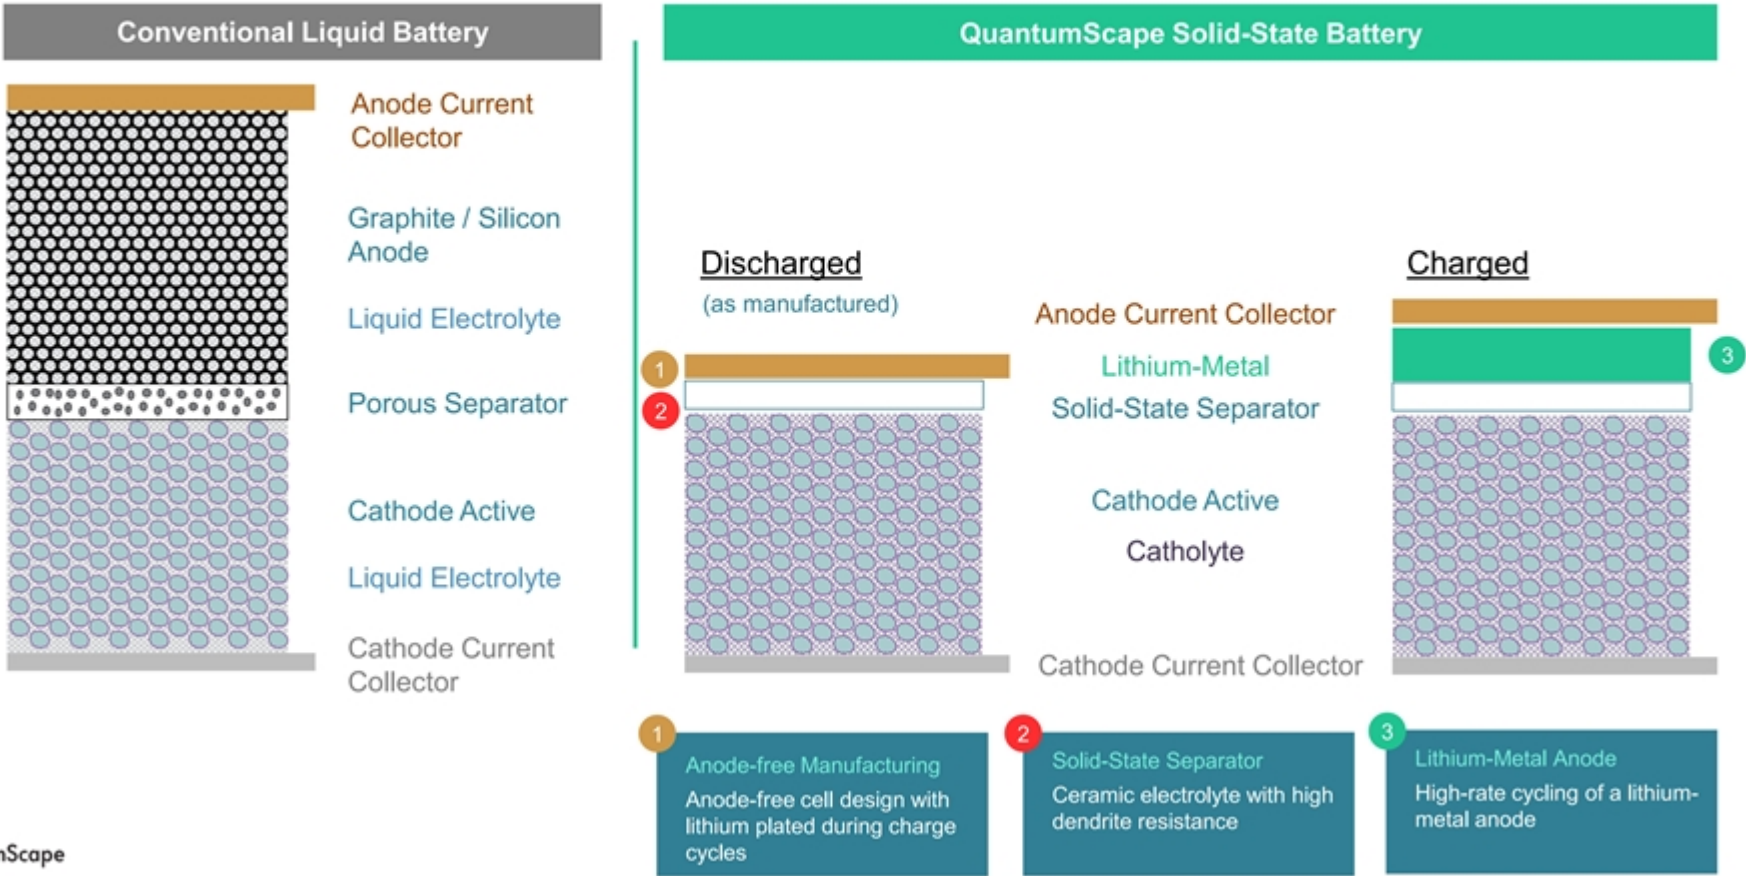 Conventional Liquid Battery
QuantumScape Solid-State Battery
Anode Current
Collector
Graphite / Silicon
Anode
Liquid Electrolyte
Porous Separator
Cathode Active
Liquid Electrolyte
Cathode Current
Collector
Discharged
(as manufactured)
Charged
1
2
Anode Current Collector
Lithium-Metal
Solid-State Separator
Cathode Active
Catholyte
Cathode Current Collector
3
1
Anode-free Manufacturing
Anode-free cell design with
lithium plated during charge
cycles
2
Solid-State Separator
Ceramic electrolyte with high
dendrite resistance
3
Lithium-Metal Anode
High-rate cycling of a lithium-
metal anode
Scape